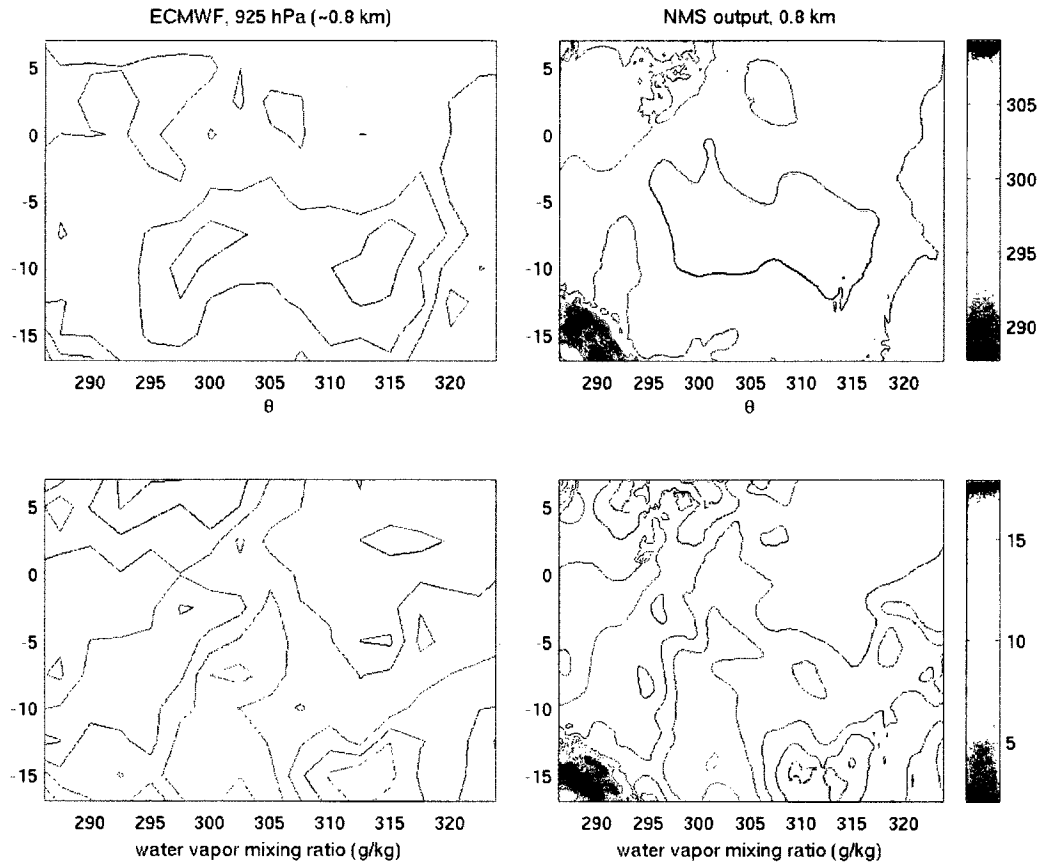 ECMWF, 925 hPa (~0.8 km)
NMS output, 0.8 km
5
0
-5
-10
-15
290 295 300 305 310 315 320
θ
5
0
-5
-10
-15
290 295 300 305 310 315 320
θ
305
300
295
290
5
0
-5
-10
-15
290 295 300 305 310 315 320
water vapor mixing ratio (g/kg)
5
0
-5
-10
-15
290 295 300 305 310 315 320
water vapor mixing ratio (g/kg)
15
10
5